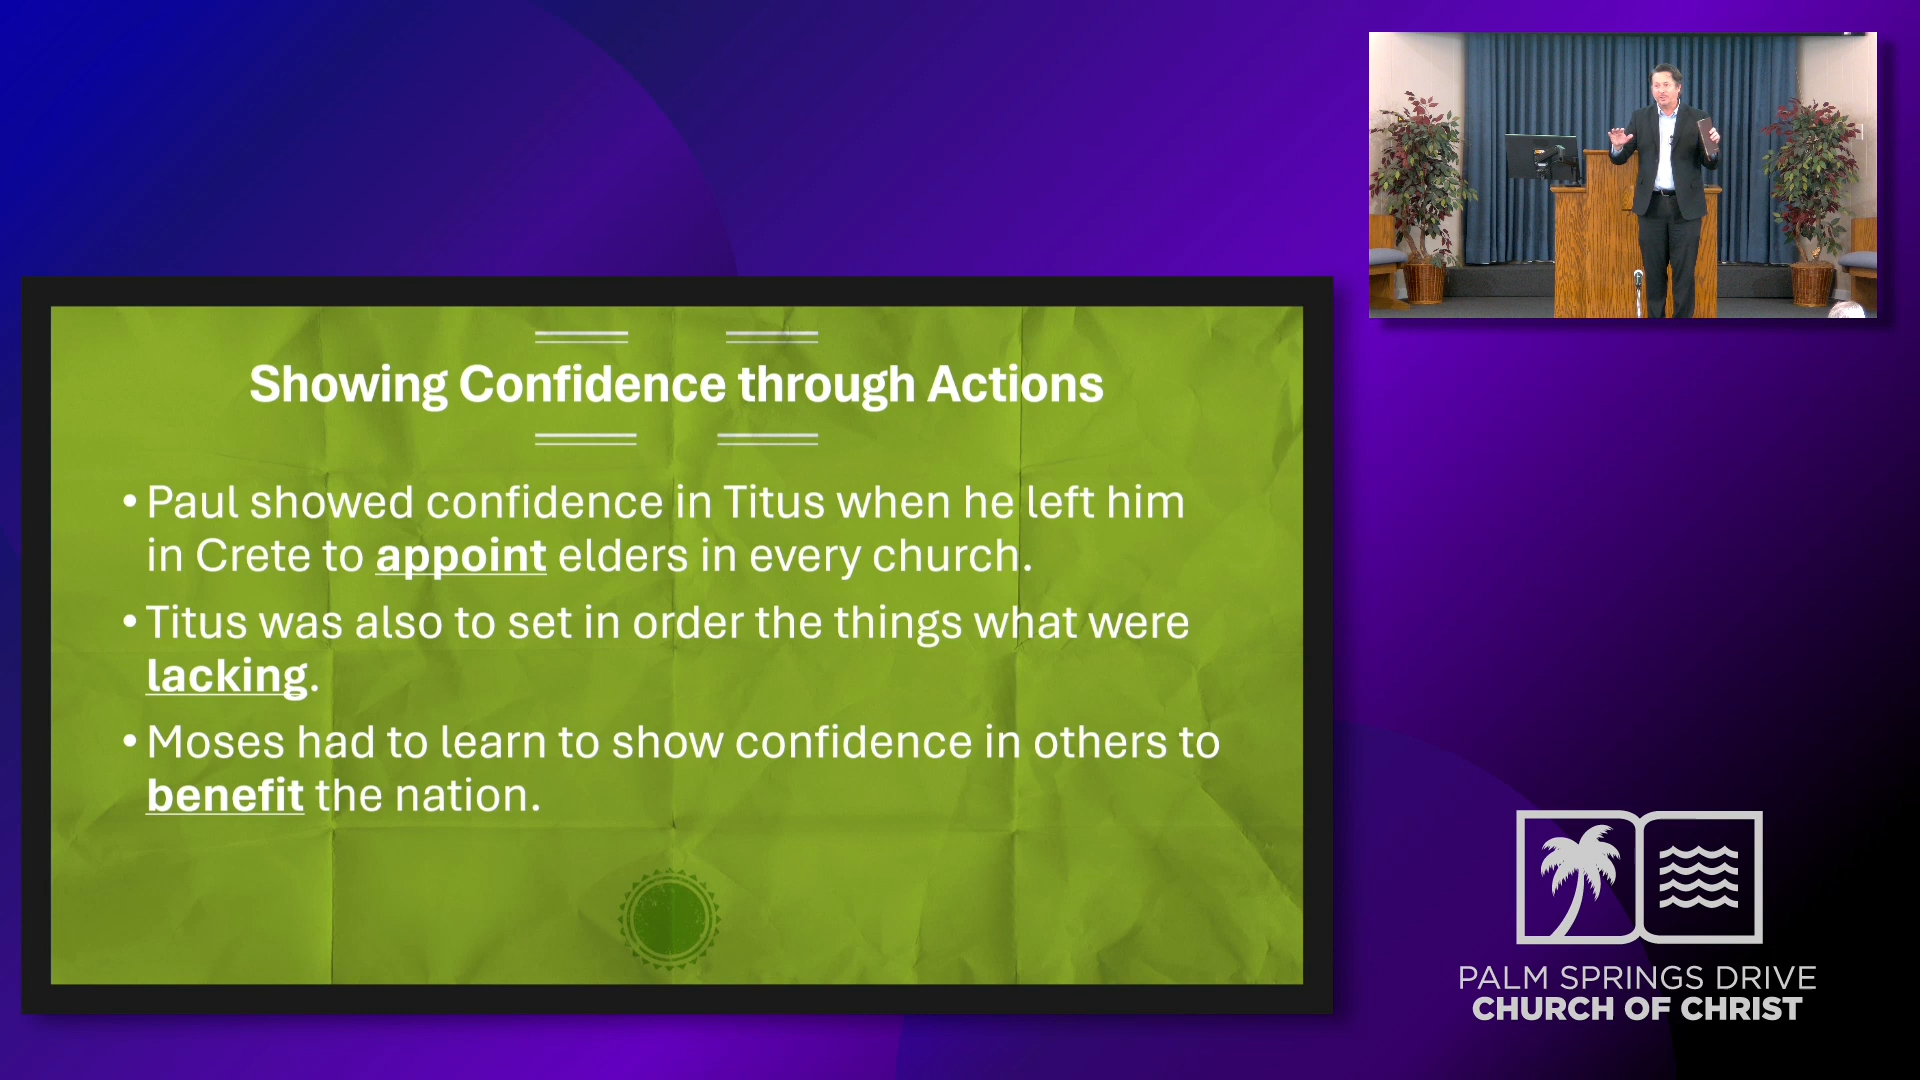 Showing Confidence through Actions
• Paul showed confidence in Titus when he left him
in Crete to appoint elders in every church.
• Titus was also to set in order the things what were
lacking.
• Moses had to learn to show confidence in others to
benefit the nation.
PALM SPRINGS DRIVE
CHURCH OF CHRIST